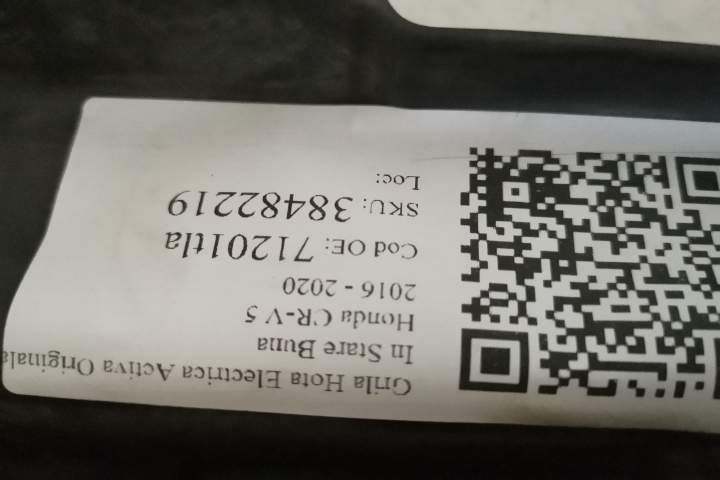 Grila Hota Electrica Activa Originala
In Stare Buna
Honda CR-V 5
2016 - 2020
Cod OE: 71201tla
SKU: 38482219
Loc: